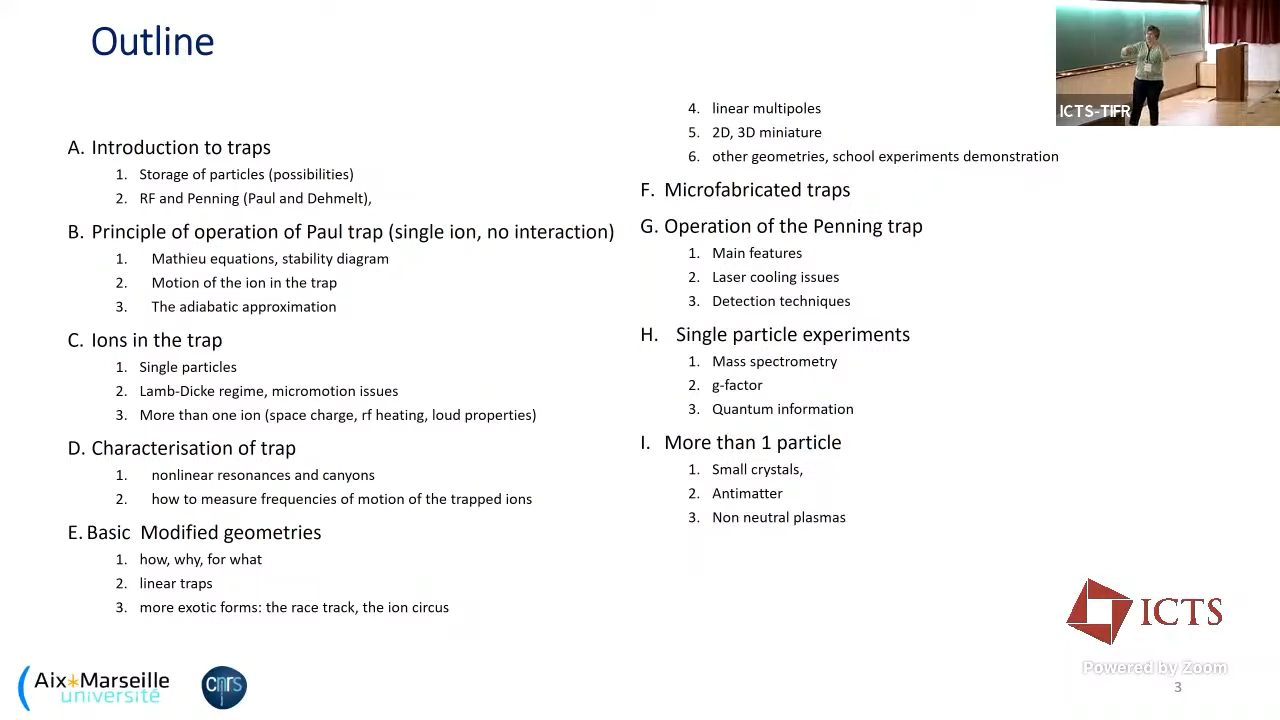 Outline
A. Introduction to traps
1. Storage of particles (possibilities)
2. RF and Penning (Paul and Dehmelt),
B. Principle of operation of Paul trap (single ion, no interaction)
1. Mathieu equations, stability diagram
2. Motion of the ion in the trap
3. The adiabatic approximation
C. Ions in the trap
1. Single particles
2. Lamb-Dicke regime, micromotion issues
3. More than one ion (space charge, rf heating, loud properties)
D. Characterisation of trap
1. nonlinear resonances and canyons
2. how to measure frequencies of motion of the trapped ions
E. Basic Modified geometries
1. how, why, for what
2. linear traps
3. more exotic forms: the race track, the ion circus
4. linear multipoles
5. 2D, 3D miniature
6. other geometries, school experiments demonstration
F. Microfabricated traps
G. Operation of the Penning trap
1. Main features
2. Laser cooling issues
3. Detection techniques
H. Single particle experiments
1. Mass spectrometry
2. g-factor
3. Quantum information
I. More than 1 particle
1. Small crystals,
2. Antimatter
3. Non neutral plasmas
ICTS-TIFR
ICTS
Powered by Zoom
3
Aix Marseille
université
cnrs